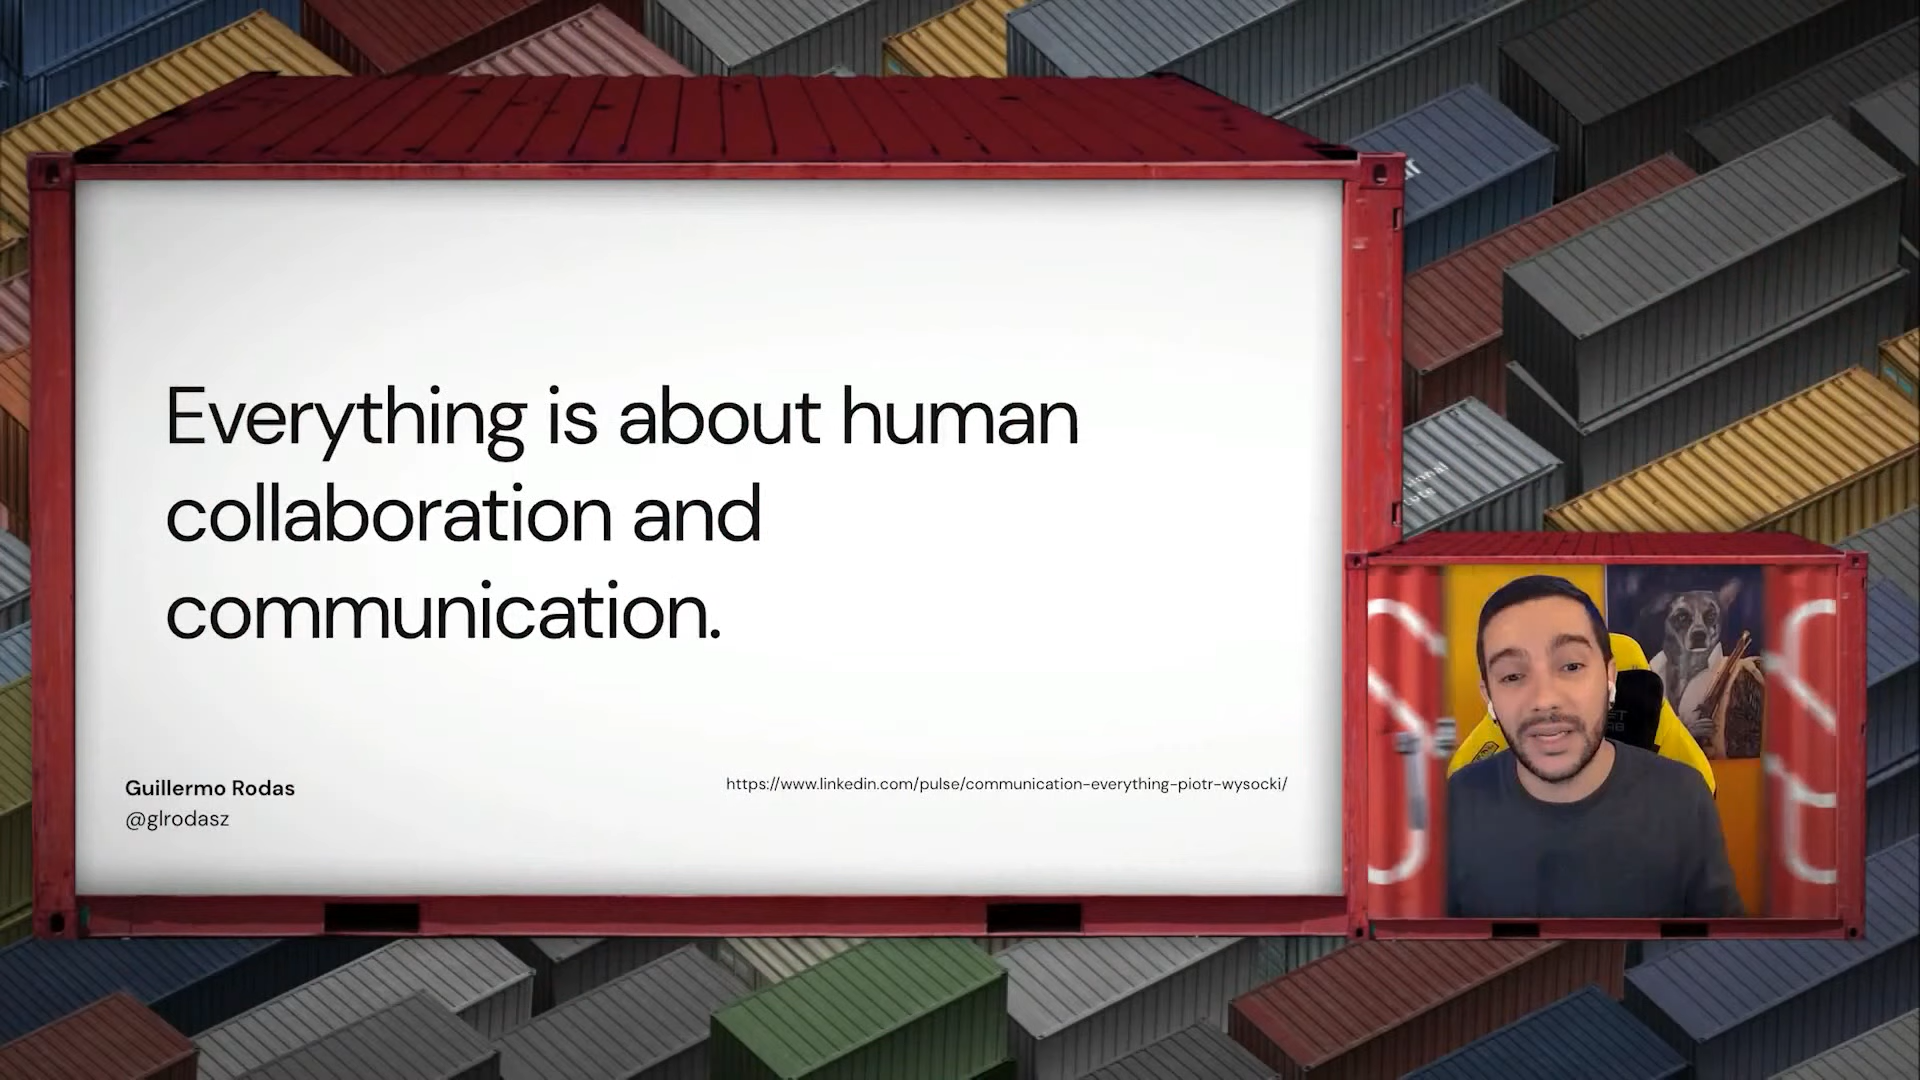 Everything is about human
collaboration and
communication.
Guillermo Rodas
@glrodasz
https://www.linkedin.com/pulse/communication-everything-piotr-wysocki/